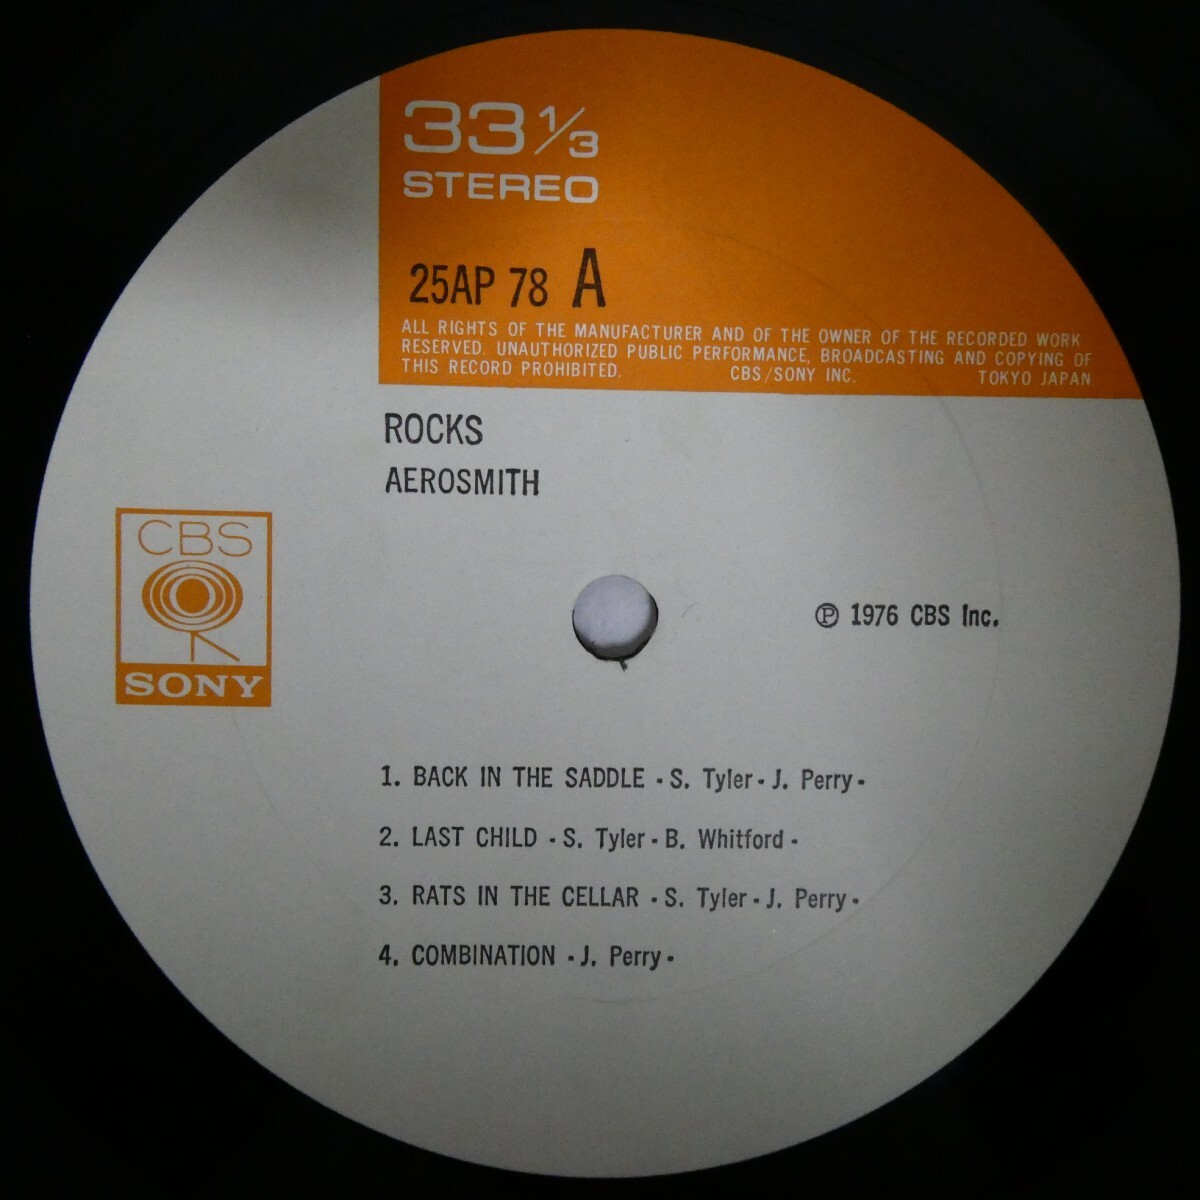 33 1/3
STEREO
25AP 78 A
ALL RIGHTS OF THE MANUFACTURER AND OF THE OWNER OF THE RECORDED WORK
RESERVED. UNAUTHORIZED PUBLIC PERFORMANCE, BROADCASTING AND COPYING OF
THIS RECORD PROHIBITED. CBS/SONY INC. TOKYO JAPAN.
ROCKS
AEROSMITH
CBS
SONY
℗ 1976 CBS Inc.
1. BACK IN THE SADDLE - S. Tyler - J. Perry -
2. LAST CHILD - S. Tyler - B. Whitford -
3. RATS IN THE CELLAR - S. Tyler - J. Perry -
4. COMBINATION - J. Perry -